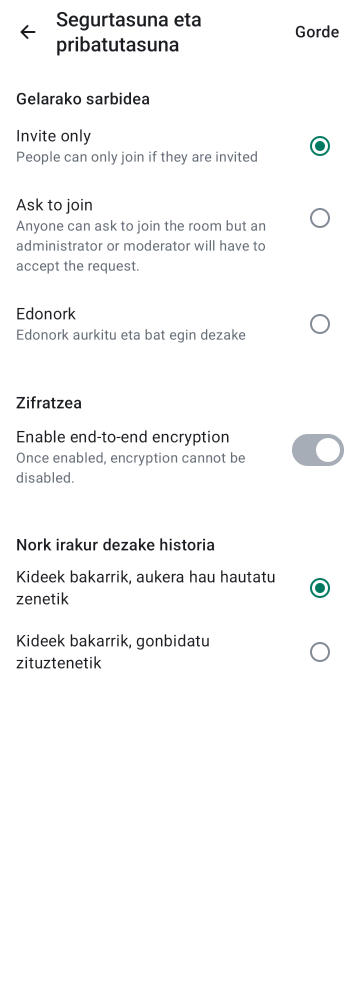 Segurtasuna eta
pribatutasuna
Gorde
Gelarako sarbidea
Invite only
People can only join if they are invited
Ask to join
Anyone can ask to join the room but an
administrator or moderator will have to
accept the request.
Edonork
Edonork aurkitu eta bat egin dezake
Zifratzea
Enable end-to-end encryption
Once enabled, encryption cannot be
disabled.
Nork irakur dezake historia
Kideek bakarrik, aukera hau hautatu
zenetik
Kideek bakarrik, gonbidatu
zituztenetik